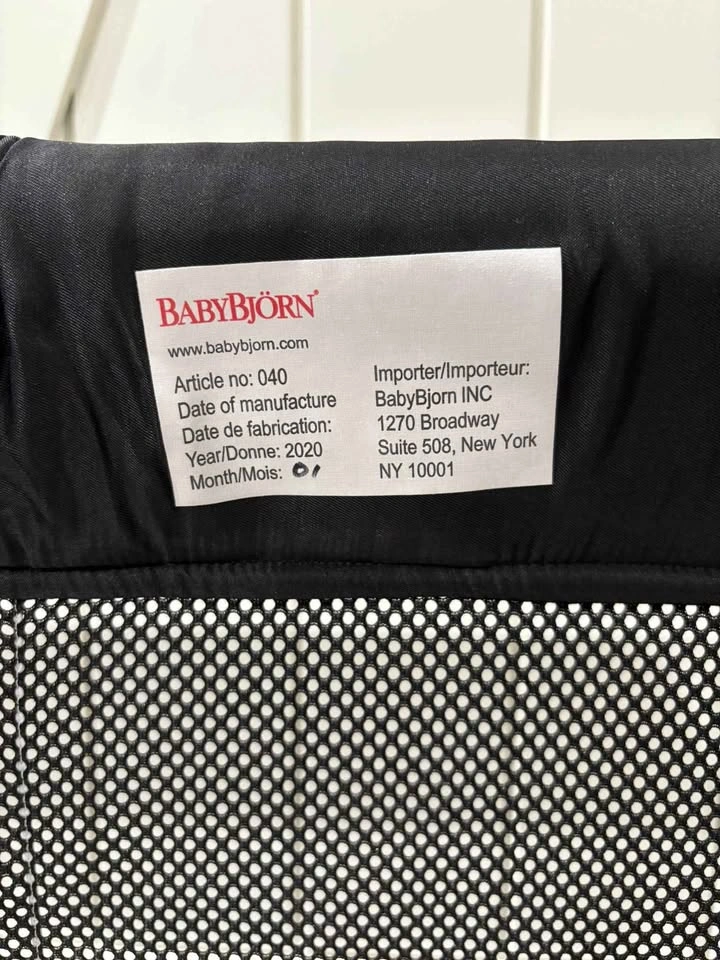 BABYBJÖRN®
www.babybjorn.com
Article no: 040
Date of manufacture
Date de fabrication:
Year/Donne: 2020
Month/Mois: 01
Importer/Importeur:
BabyBjorn INC
1270 Broadway
Suite 508, New York
NY 10001